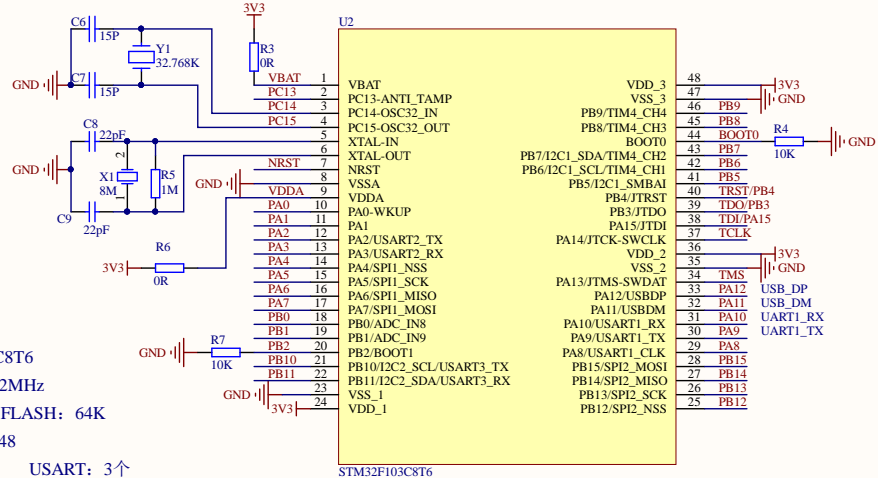 3V3
U2
C6
15P
Y1
32.768K
R3
0R
GND
C7
15P
VBAT 1 VBAT
PC13 2 PC13-ANTI_TAMP
PC14 3 PC14-OSC32_IN
PC15 4 PC15-OSC32_OUT
5 XTAL-IN
6 XTAL-OUT
NRST 7 NRST
GND 8 VSSA
VDDA 9 VDDA
PA0 10 PA0-WKUP
PA1 11 PA1
PA2 12 PA2/USART2_TX
PA3 13 PA3/USART2_RX
PA4 14 PA4/SPI1_NSS
PA5 15 PA5/SPI1_SCK
PA6 16 PA6/SPI1_MISO
PA7 17 PA7/SPI1_MOSI
PB0 18 PB0/ADC_IN8
PB1 19 PB1/ADC_IN9
PB2 20 PB2/BOOT1
PB10 21 PB10/I2C2_SCL/USART3_TX
PB11 22 PB11/I2C2_SDA/USART3_RX
GND 23 VSS_1
3V3 24 VDD_1
C8
22pF
GND
2
X1
8M
1
R5
1M
C9
22pF
R6
3V3
0R
R7
GND
10K
VDD_3 48 3V3
VSS_3 47 GND
PB9/TIM4_CH4 46 PB9
PB8/TIM4_CH3 45 PB8
BOOT0 44 BOOT0
R4
10K
GND
PB7/I2C1_SDA/TIM4_CH2 43 PB7
PB6/I2C1_SCL/TIM4_CH1 42 PB6
PB5/I2C1_SMBAI 41 PB5
PB4/JTRST 40 TRST/PB4
PB3/JTDO 39 TDO/PB3
PA15/JTDI 38 TDI/PA15
PA14/JTCK-SWCLK 37 TCLK
VDD_2 36 3V3
VSS_2 35 GND
PA13/JTMS-SWDAT 34 TMS
PA12/USBDP 33 PA12 USB_DP
PA11/USBDM 32 PA11 USB_DM
PA10/USART1_RX 31 PA10 UART1_RX
PA9/USART1_TX 30 PA9 UART1_TX
PA8/USART1_CLK 29 PA8
PB15/SPI2_MOSI 28 PB15
PB14/SPI2_MISO 27 PB14
PB13/SPI2_SCK 26 PB13
PB12/SPI2_NSS 25 PB12
STM32F103C8T6
C8T6
2MHz
FLASH：64K
48
USART：3个